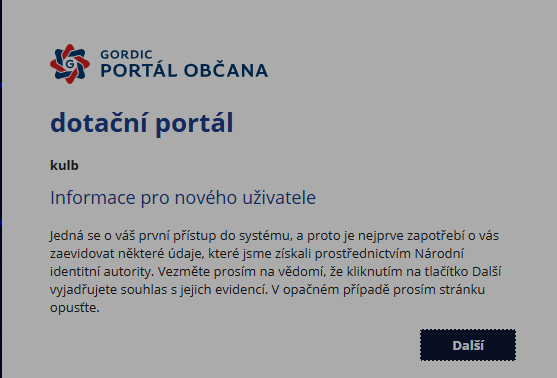 GORDIC
PORTÁL OBČANA
dotační portál
kulb
Informace pro nového uživatele
Jedná se o váš první přístup do systému, a proto je nejprve zapotřebí o vás
zaevidovat některé údaje, které jsme získali prostřednictvím Národní
identitní autority. Vezměte prosím na vědomí, že kliknutím na tlačítko Další
vyjadřujete souhlas s jejich evidencí. V opačném případě prosím stránku
opusťte.
Další